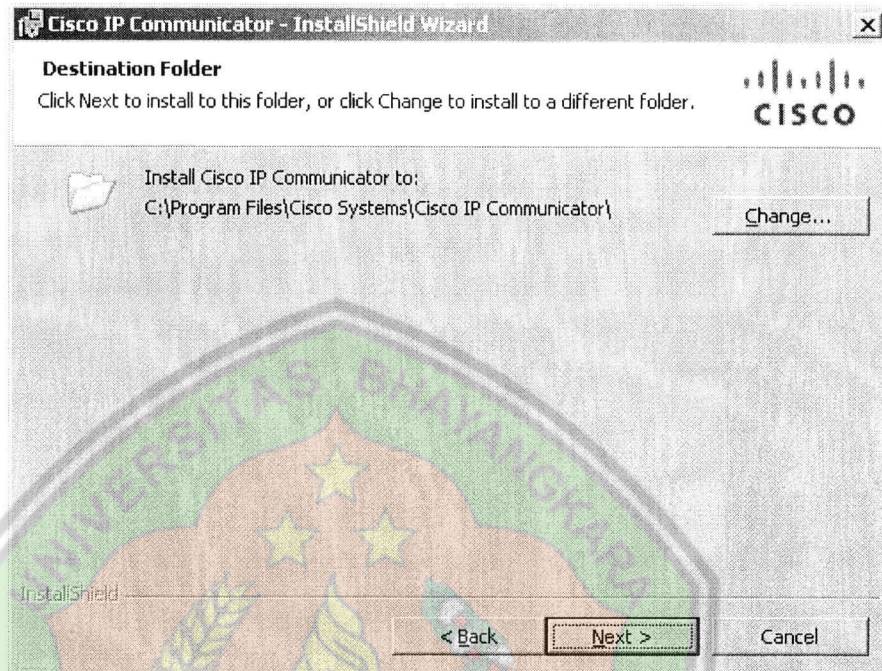 Cisco IP Communicator - InstallShield Wizard
Destination Folder
Click Next to install to this folder, or click Change to install to a different folder.
CISCO
Install Cisco IP Communicator to:
C:\Program Files\Cisco Systems\Cisco IP Communicator\
Change...
UNIVERSITAS BHAYANGKARA
InstallShield
< Back
Next >
Cancel